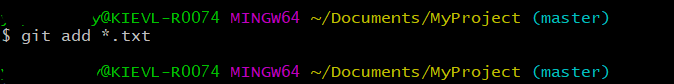 y@KIEVL-R0074 MINGW64 ~/Documents/MyProject (master)
$ git add *.txt
y@KIEVL-R0074 MINGW64 ~/Documents/MyProject (master)